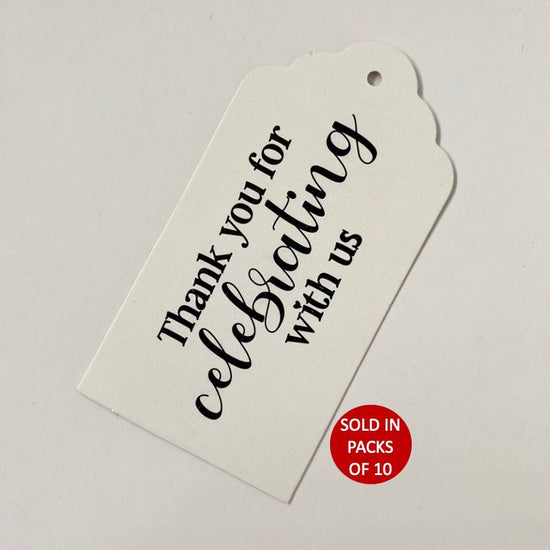 Thank you for
celebrating
with us
SOLD IN
PACKS
OF 10